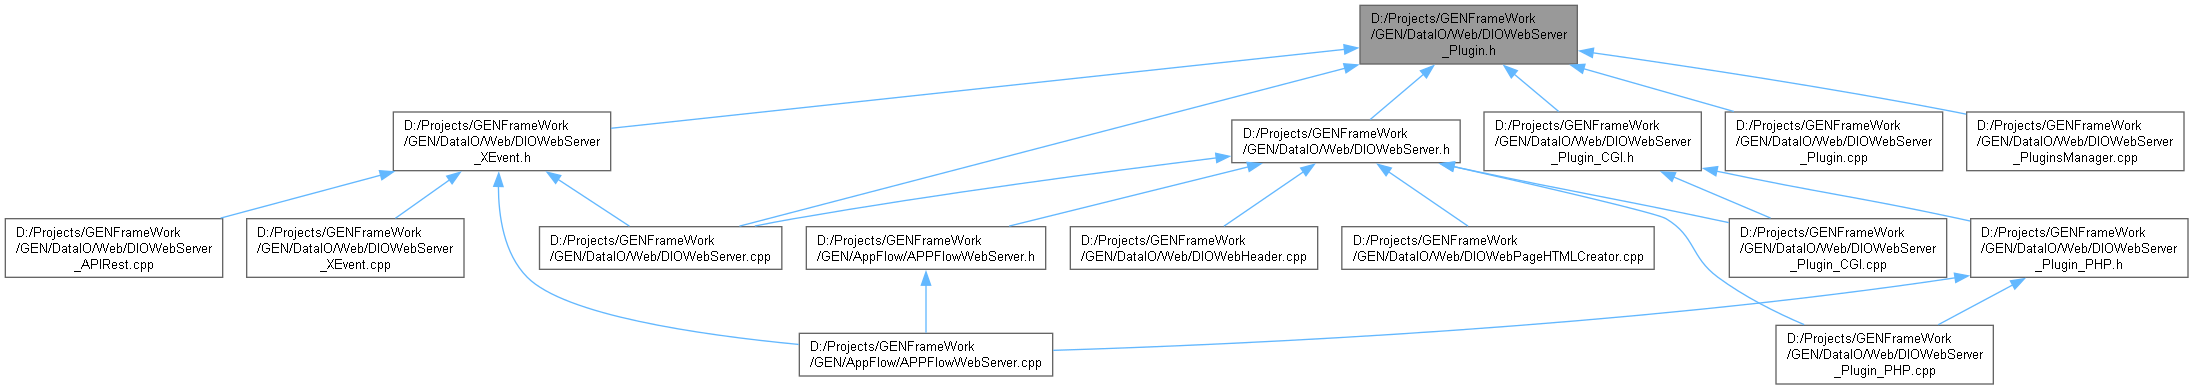 D:/Projects/GENFrameWork
/GEN/DataIO/Web/DIOWebServer
_Plugin.h
D:/Projects/GENFrameWork
/GEN/DataIO/Web/DIOWebServer
_XEvent.h
D:/Projects/GENFrameWork
/GEN/DataIO/Web/DIOWebServer.h
D:/Projects/GENFrameWork
/GEN/DataIO/Web/DIOWebServer
_Plugin_CGI.h
D:/Projects/GENFrameWork
/GEN/DataIO/Web/DIOWebServer
_Plugin.cpp
D:/Projects/GENFrameWork
/GEN/DataIO/Web/DIOWebServer
_PluginsManager.cpp
D:/Projects/GENFrameWork
/GEN/DataIO/Web/DIOWebServer
_APIRest.cpp
D:/Projects/GENFrameWork
/GEN/DataIO/Web/DIOWebServer
_XEvent.cpp
D:/Projects/GENFrameWork
/GEN/DataIO/Web/DIOWebServer.cpp
D:/Projects/GENFrameWork
/GEN/AppFlow/APPFlowWebServer.h
D:/Projects/GENFrameWork
/GEN/DataIO/Web/DIOWebHeader.cpp
D:/Projects/GENFrameWork
/GEN/DataIO/Web/DIOWebPageHTMLCreator.cpp
D:/Projects/GENFrameWork
/GEN/DataIO/Web/DIOWebServer
_Plugin_CGI.cpp
D:/Projects/GENFrameWork
/GEN/DataIO/Web/DIOWebServer
_Plugin_PHP.h
D:/Projects/GENFrameWork
/GEN/AppFlow/APPFlowWebServer.cpp
D:/Projects/GENFrameWork
/GEN/DataIO/Web/DIOWebServer
_Plugin_PHP.cpp